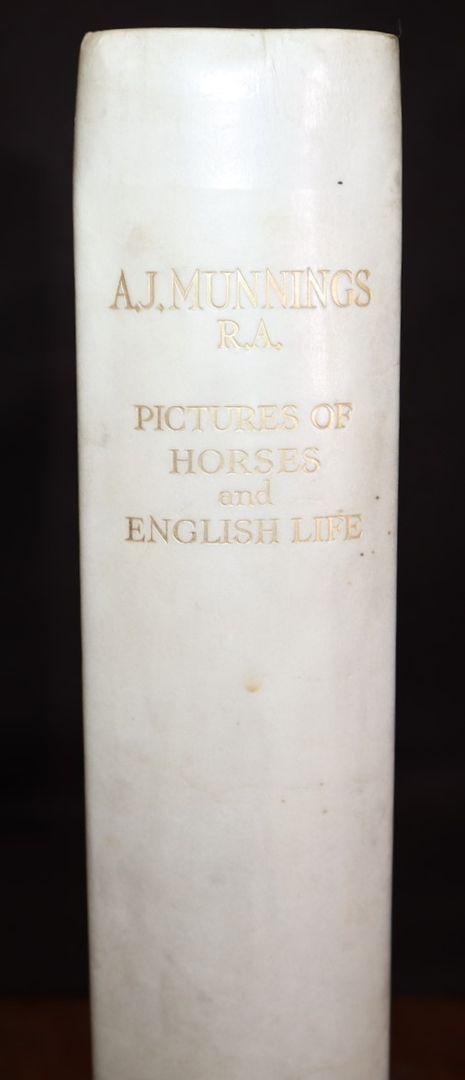 A.J. MUNNINGS
R.A.
PICTURES OF
HORSES
and
ENGLISH LIFE